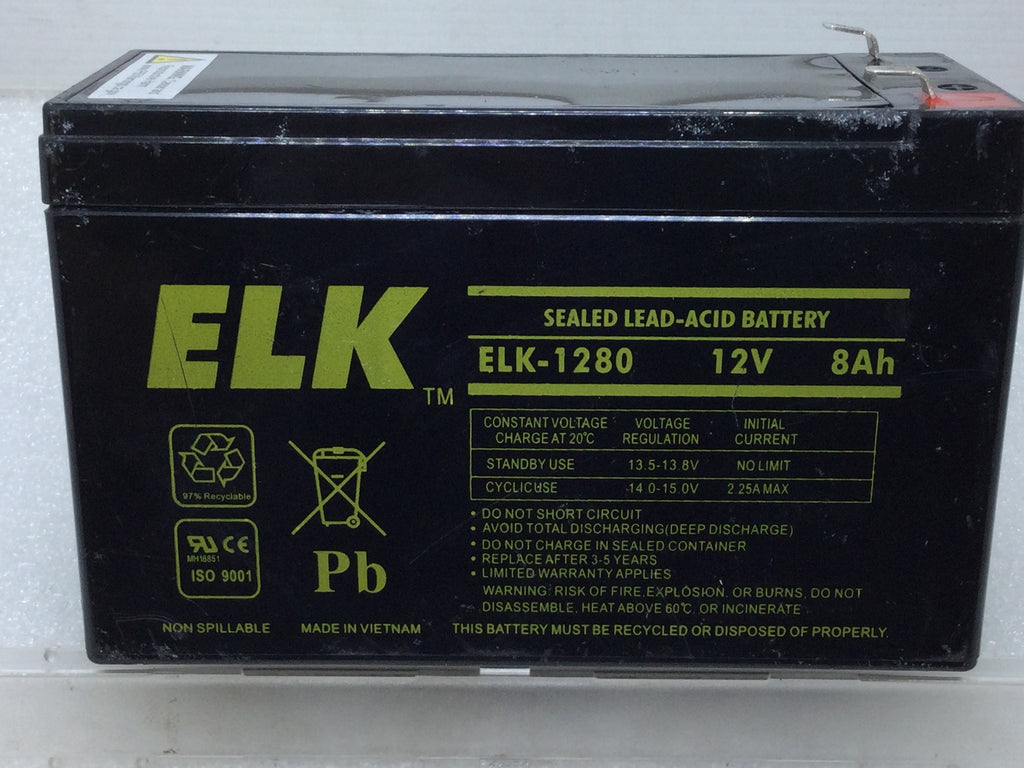 ELK
TM
SEALED LEAD-ACID BATTERY
ELK-1280 12V 8Ah
CONSTANT VOLTAGE CHARGE AT 20°C VOLTAGE REGULATION INITIAL CURRENT
STANDBY USE 13.5-13.8V NO LIMIT
CYCLIC USE 14.0-15.0V 2.25A MAX
• DO NOT SHORT CIRCUIT
• AVOID TOTAL DISCHARGING(DEEP DISCHARGE)
• DO NOT CHARGE IN SEALED CONTAINER
• REPLACE AFTER 3-5 YEARS
• LIMITED WARRANTY APPLIES
WARNING: RISK OF FIRE, EXPLOSION, OR BURNS, DO NOT
DISASSEMBLE, HEAT ABOVE 60°C, OR INCINERATE
97% Recyclable
CE
MH16851
ISO 9001
Pb
NON SPILLABLE MADE IN VIETNAM THIS BATTERY MUST BE RECYCLED OR DISPOSED OF PROPERLY.